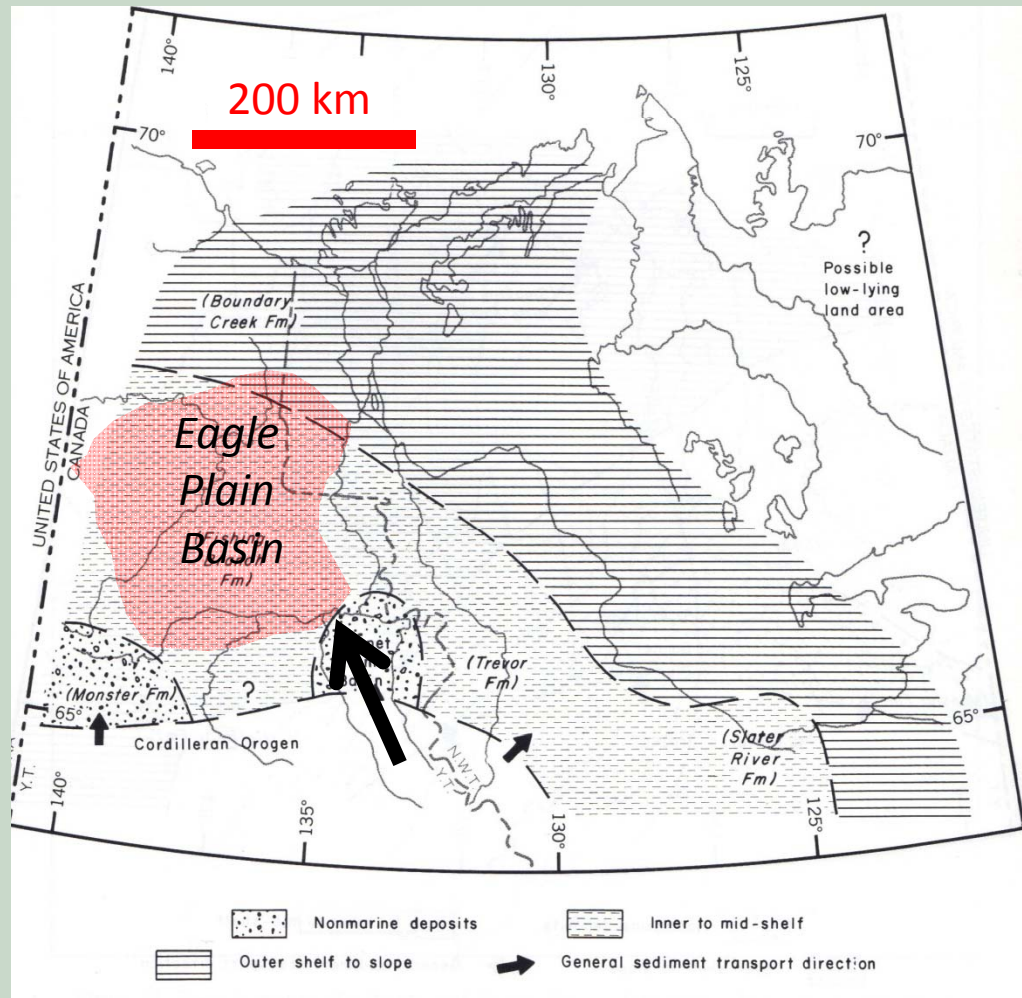 140°
130°
125°
200 km
70°
70°
?
Possible
low-lying
land area
(Boundary
Creek Fm)
UNITED STATES OF AMERICA
CANADA
Eagle
Plain
Basin
Fm)
(Trevor
Fm)
(Monster Fm)
?
65°
65°
Cordilleran Orogen
(Slater
River
Fm)
N.W.T.
Y.T.
Y.T.
140°
135°
130°
125°
Nonmarine deposits
Inner to mid-shelf
Outer shelf to slope
General sediment transport direction